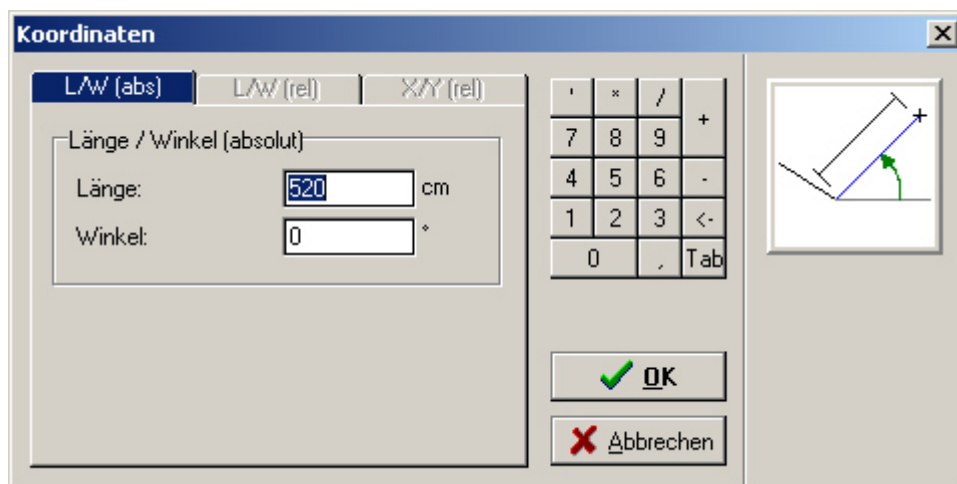 Koordinaten
L/W (abs) L/W (rel) X/Y (rel)
Länge / Winkel (absolut)
Länge: 520 cm
Winkel: 0 °
' * / +
7 8 9
4 5 6 -
1 2 3 <-
0 , Tab
OK
Abbrechen